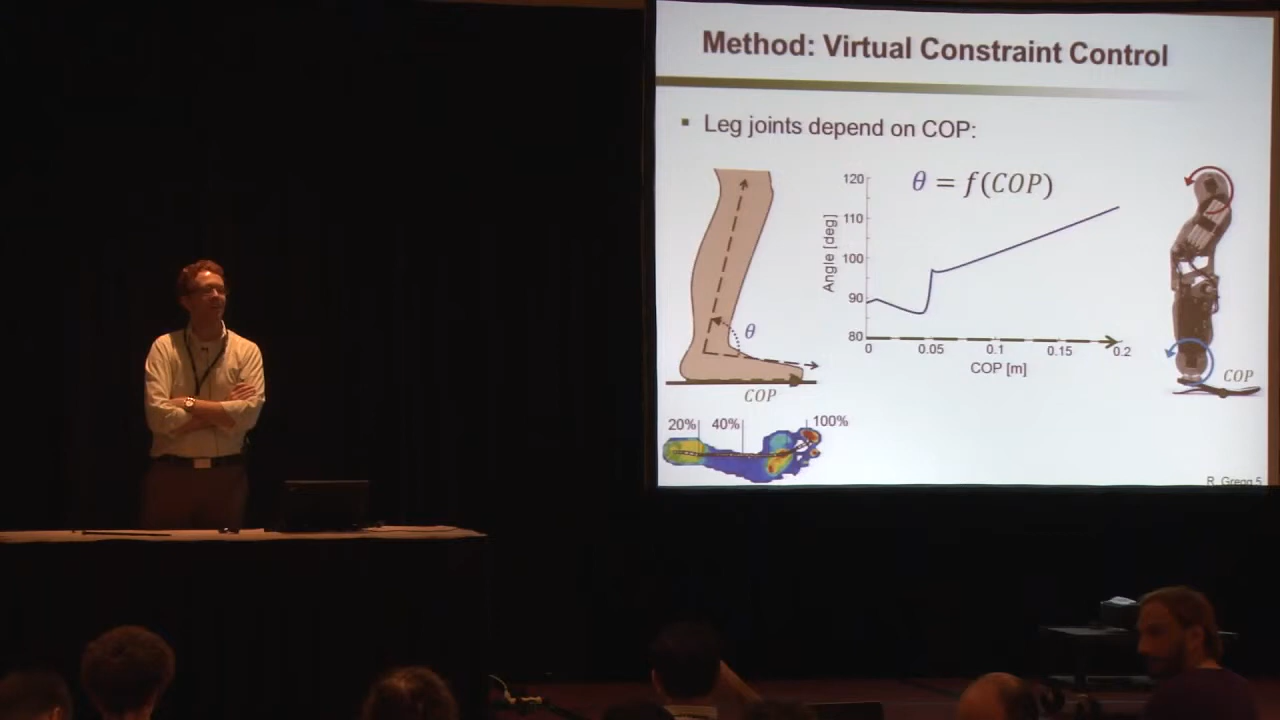 Method: Virtual Constraint Control
▪ Leg joints depend on COP:
θ = f(COP)
120
110
100
90
80
Angle [deg]
0 0.05 0.1 0.15 0.2
COP [m]
θ
COP
COP
20% 40% 100%
R. Gregg 5